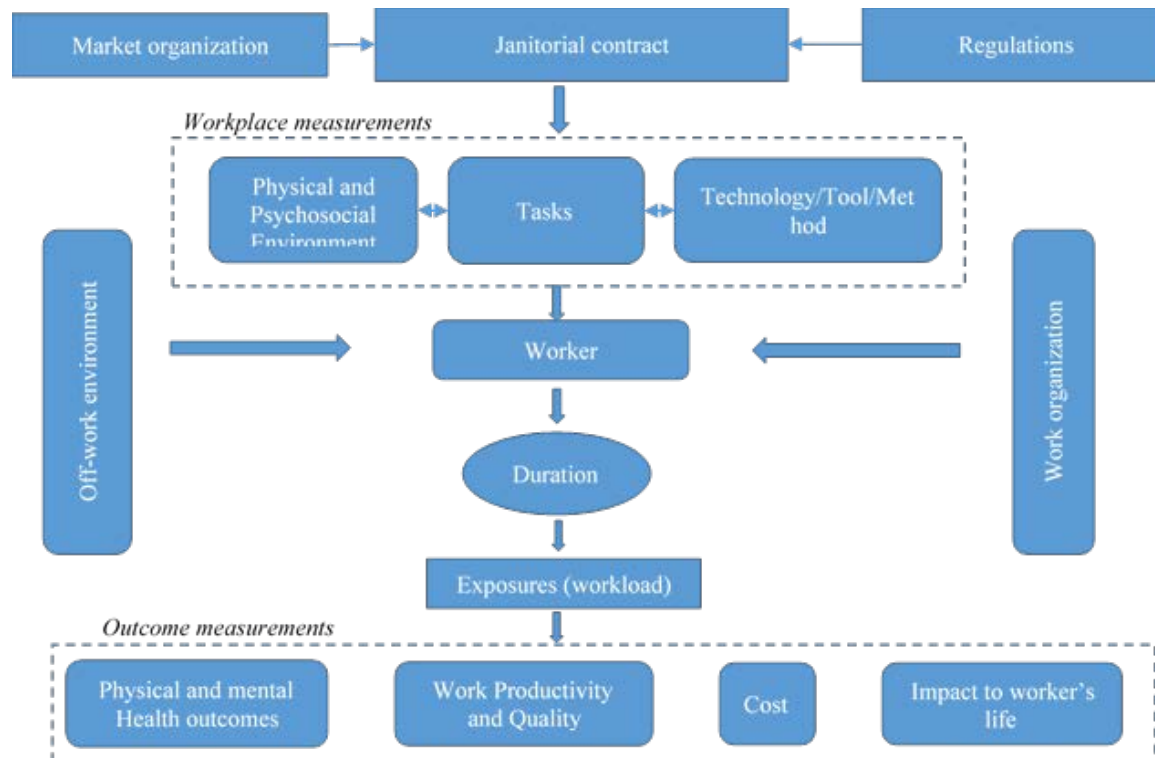 Market organization
Janitorial contract
Regulations
Workplace measurements
Physical and
Psychosocial
Environment
Tasks
Technology/Tool/Met
hod
Off-work environment
Worker
Work organization
Duration
Exposures (workload)
Outcome measurements
Physical and mental
Health outcomes
Work Productivity
and Quality
Cost
Impact to worker’s
life